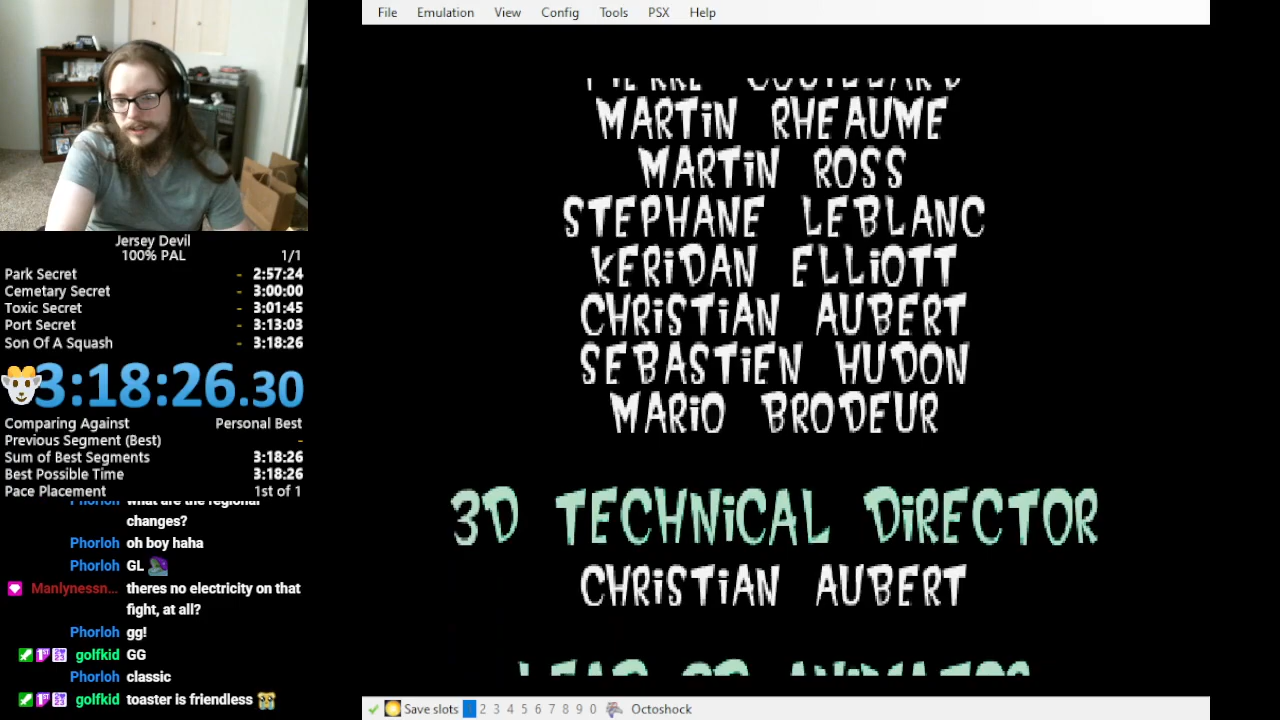 File Emulation View Config Tools PSX Help
MARTiN RHEAUME
MARTiN ROSS
STEPHANE LEBLANC
KERiDAN ELLiOTT
CHRiSTiAN AUBERT
SEBASTiEN HUDON
MARiO BRODEUR
3D TECHNiCAL DiRECTOR
CHRiSTiAN AUBERT
Jersey Devil
100% PAL 1/1
Park Secret - 2:57:24
Cemetary Secret - 3:00:00
Toxic Secret - 3:01:45
Port Secret - 3:13:03
Son Of A Squash - 3:18:26
3:18:26.30
Comparing Against Personal Best
Previous Segment (Best) -
Sum of Best Segments 3:18:26
Best Possible Time 3:18:26
Pace Placement 1st of 1
Phorloh what are the regional
changes?
Phorloh oh boy haha
Phorloh GL
Manlynessn... theres no electricity on that
fight, at all?
Phorloh gg!
golfkid GG
Phorloh classic
golfkid toaster is friendless
Save slots 1 2 3 4 5 6 7 8 9 0 Octoshock